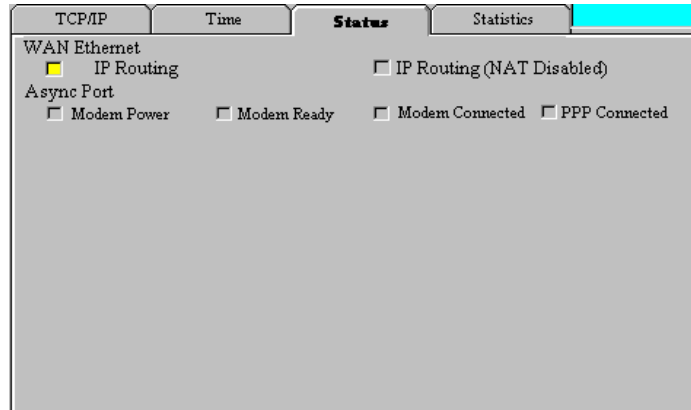 TCP/IP Time Status Statistics
WAN Ethernet
IP Routing IP Routing (NAT Disabled)
Async Port
Modem Power Modem Ready Modem Connected PPP Connected